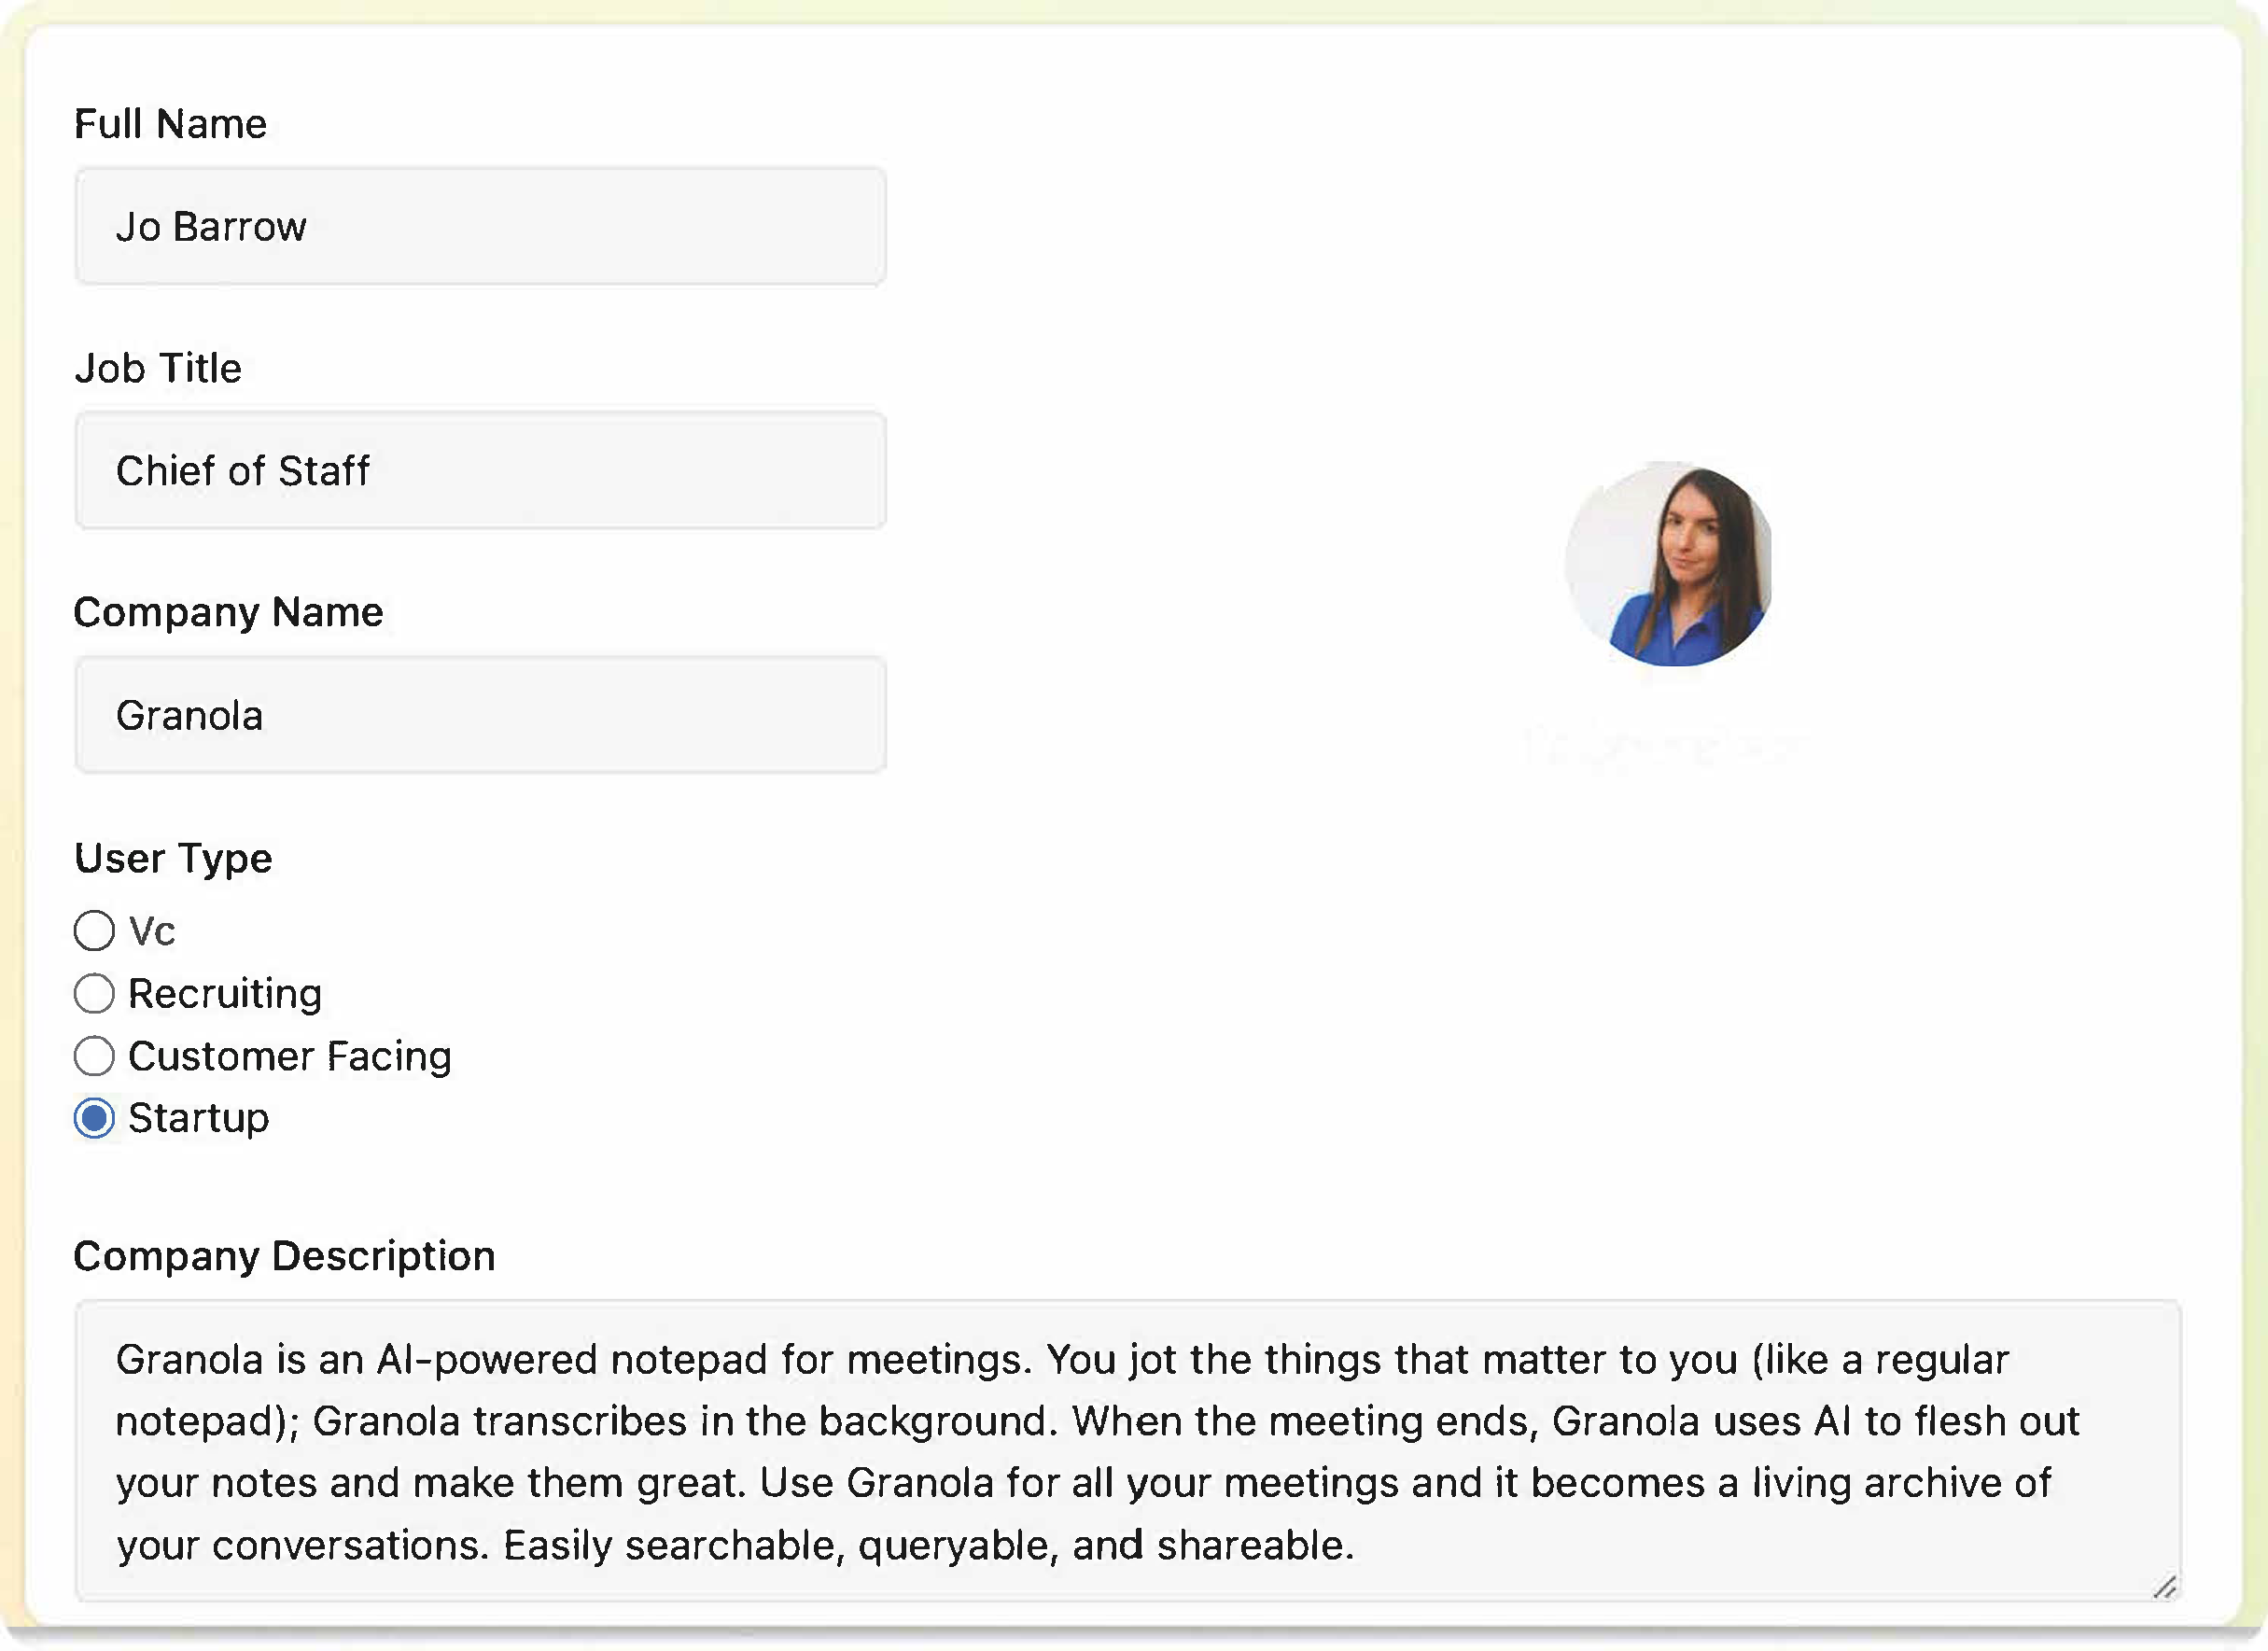 Full Name
Jo Barrow
Job Title
Chief of Staff
Company Name
Granola
User Type
Vc
Recruiting
Customer Facing
Startup
Company Description
Granola is an AI-powered notepad for meetings. You jot the things that matter to you (like a regular
notepad); Granola transcribes in the background. When the meeting ends, Granola uses AI to flesh out
your notes and make them great. Use Granola for all your meetings and it becomes a living archive of
your conversations. Easily searchable, queryable, and shareable.